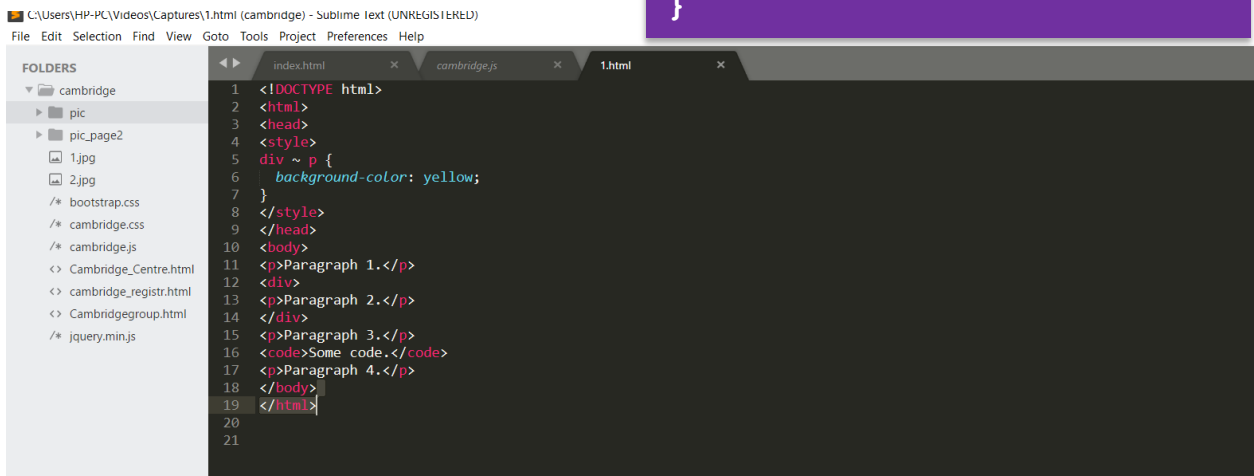 }
C:\Users\HP-PC\Videos\Captures\1.html (cambridge) - Sublime Text (UNREGISTERED)
File Edit Selection Find View Goto Tools Project Preferences Help
FOLDERS
cambridge
pic
pic_page2
1.jpg
2.jpg
/* bootstrap.css
/* cambridge.css
/* cambridge.js
<> Cambridge_Centre.html
<> cambridge_registr.html
<> Cambridgegroup.html
/* jquery.min.js
index.html × cambridge.js × 1.html ×
1 <!DOCTYPE html>
2 <html>
3 <head>
4 <style>
5 div ~ p {
6   background-color: yellow;
7 }
8 </style>
9 </head>
10 <body>
11 <p>Paragraph 1.</p>
12 <div>
13 <p>Paragraph 2.</p>
14 </div>
15 <p>Paragraph 3.</p>
16 <code>Some code.</code>
17 <p>Paragraph 4.</p>
18 </body>
19 </html>
20
21